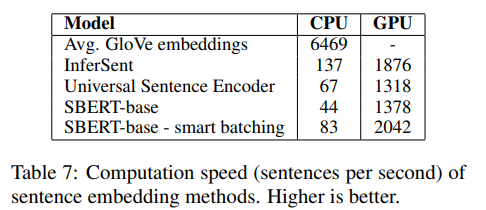 Model CPU GPU
Avg. GloVe embeddings 6469 -
InferSent 137 1876
Universal Sentence Encoder 67 1318
SBERT-base 44 1378
SBERT-base - smart batching 83 2042
Table 7: Computation speed (sentences per second) of
sentence embedding methods. Higher is better.